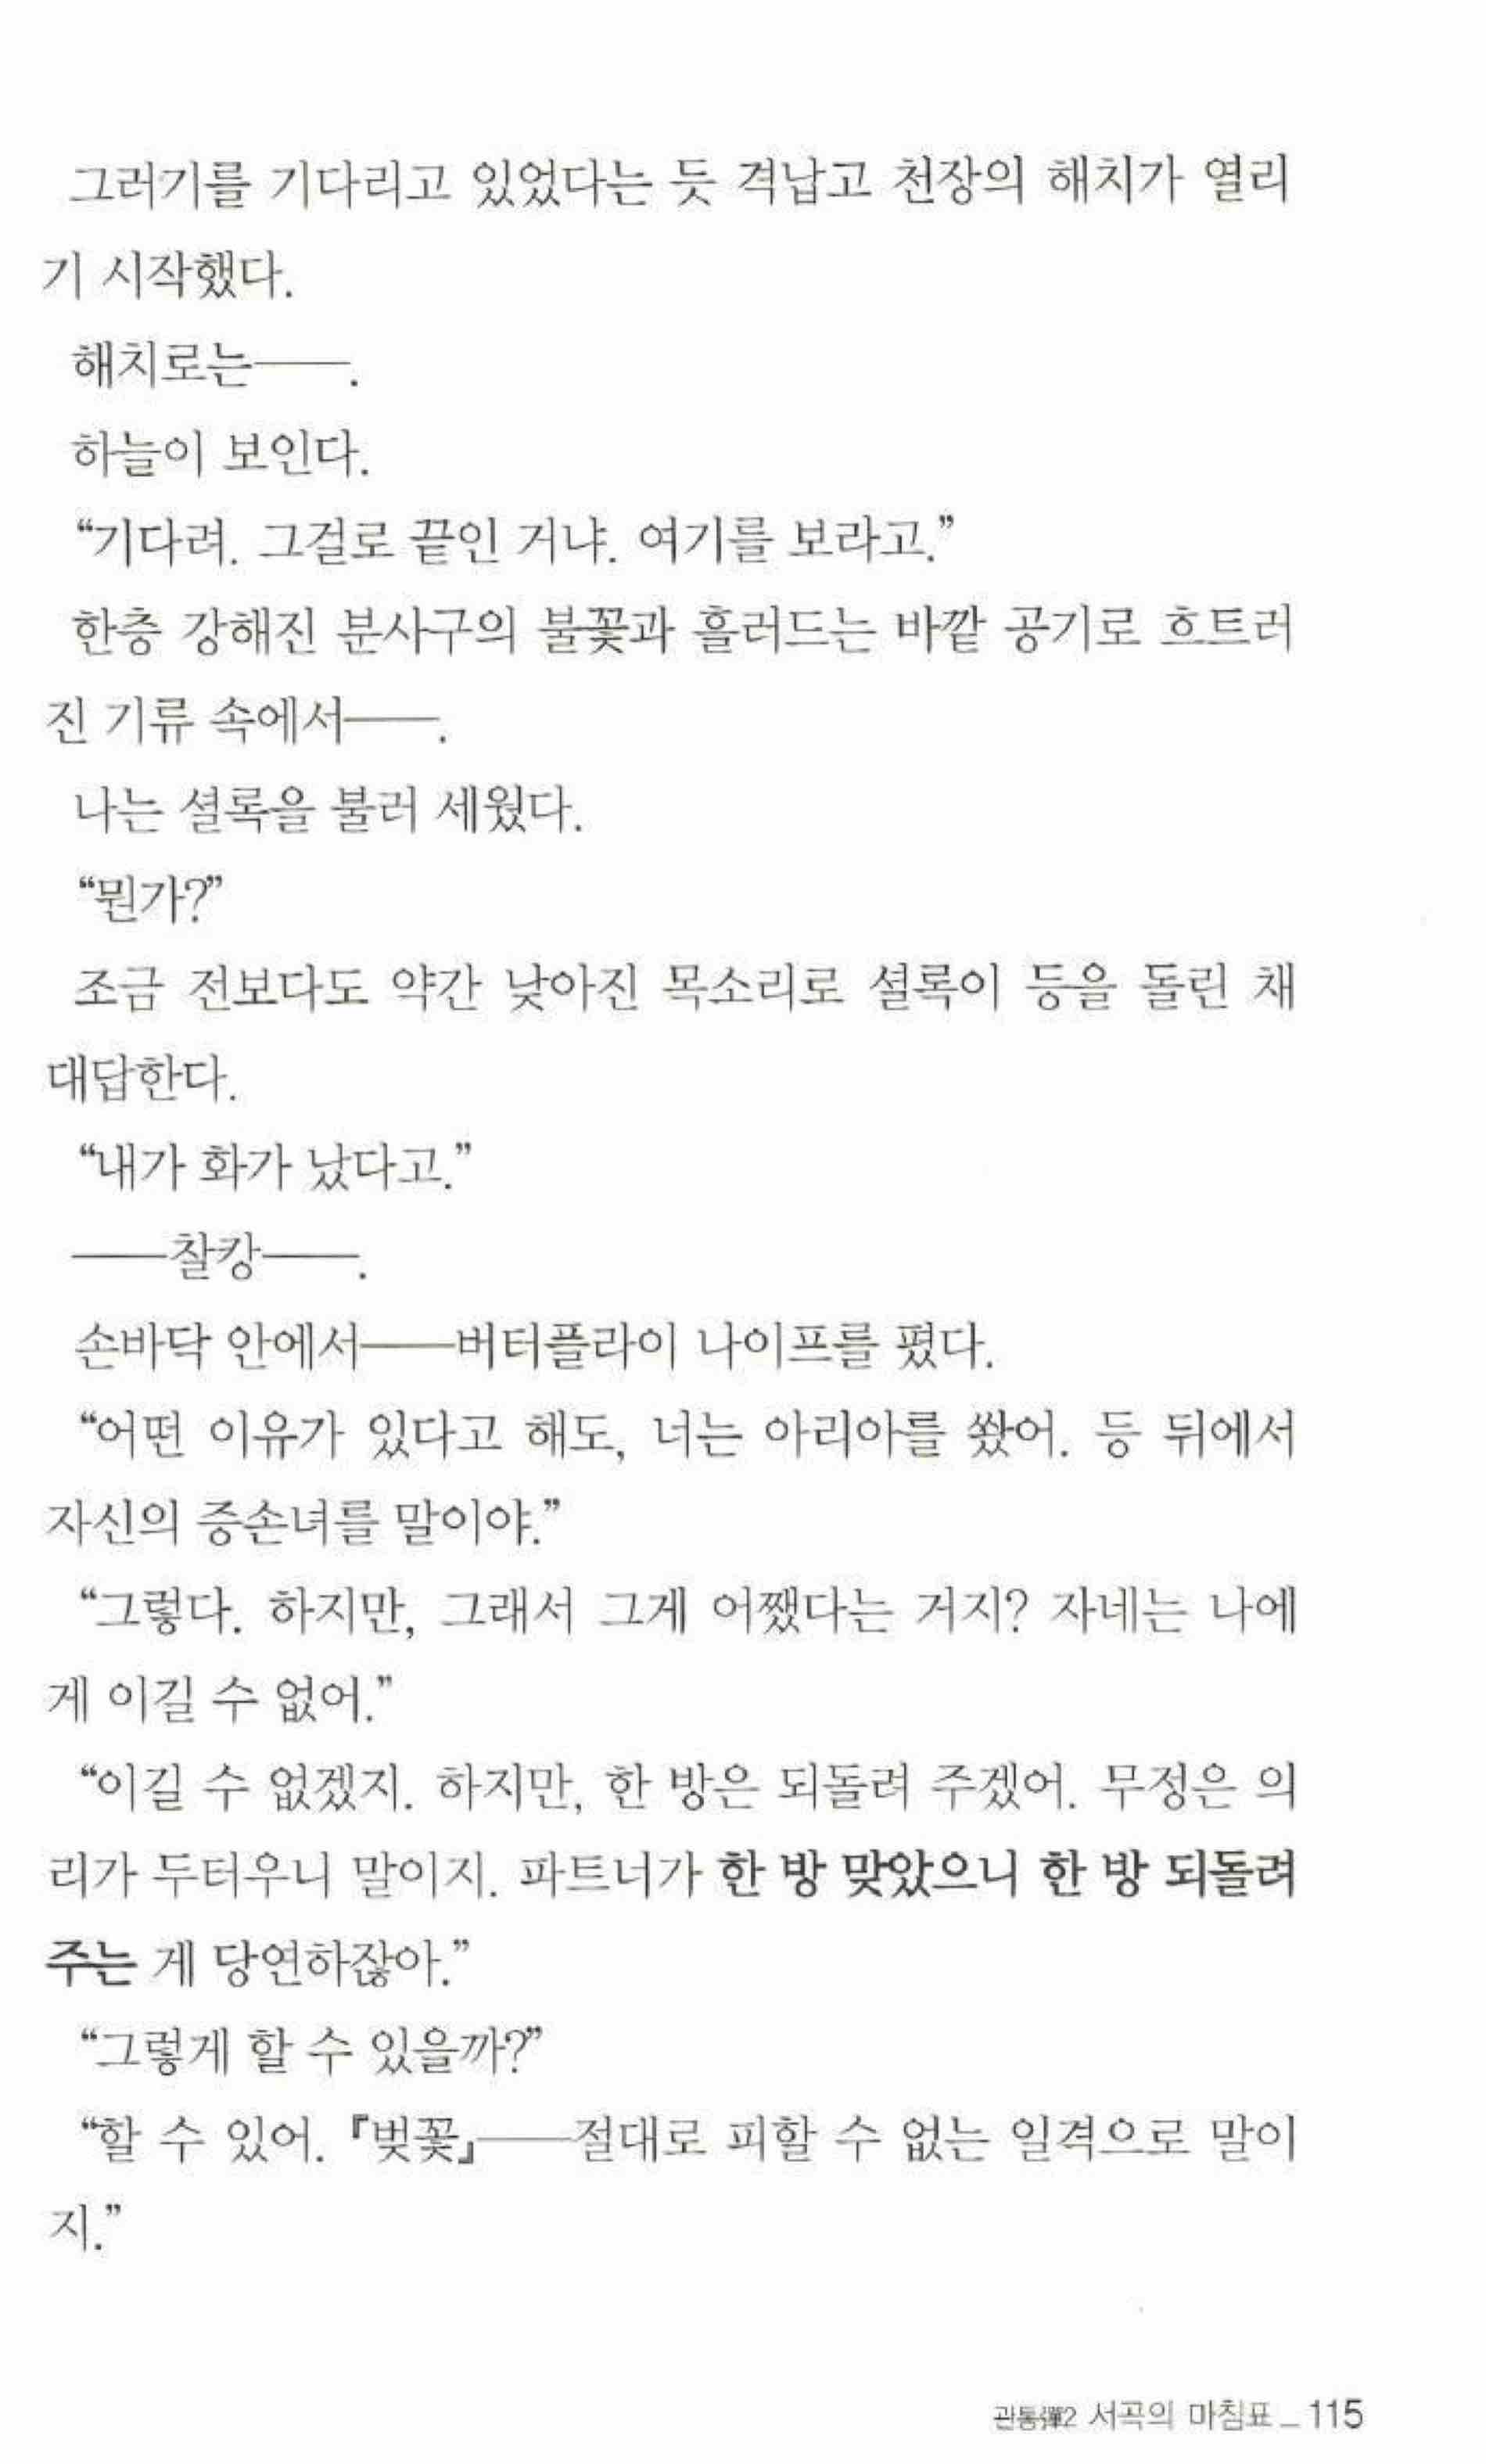 그러기를 기다리고 있었다는 듯 격납고 천장의 해치가 열리
기 시작했다.
해치로는――.
하늘이 보인다.
“기다려. 그걸로 끝인 거냐. 여기를 보라고.”
한층 강해진 분사구의 불꽃과 흘러드는 바깥 공기로 흐트러
진 기류 속에서――.
나는 셜록을 불러 세웠다.
“뭔가?”
조금 전보다도 약간 낮아진 목소리로 셜록이 등을 돌린 채
대답한다.
“내가 화가 났다고.”
――찰캉――.
손바닥 안에서――버터플라이 나이프를 폈다.
“어떤 이유가 있다고 해도, 너는 아리아를 쐈어. 등 뒤에서
자신의 증손녀를 말이야.”
“그렇다. 하지만, 그래서 그게 어쨌다는 거지? 자네는 나에
게 이길 수 없어.”
“이길 수 없겠지. 하지만, 한 방은 되돌려 주겠어. 무정은 의
리가 두터우니 말이지. 파트너가 한 방 맞았으니 한 방 되돌려
주는 게 당연하잖아.”
“그렇게 할 수 있을까?”
“할 수 있어. 『벚꽃』――절대로 피할 수 없는 일격으로 말이
지.”
관통彈2 서곡의 마침표 _ 115